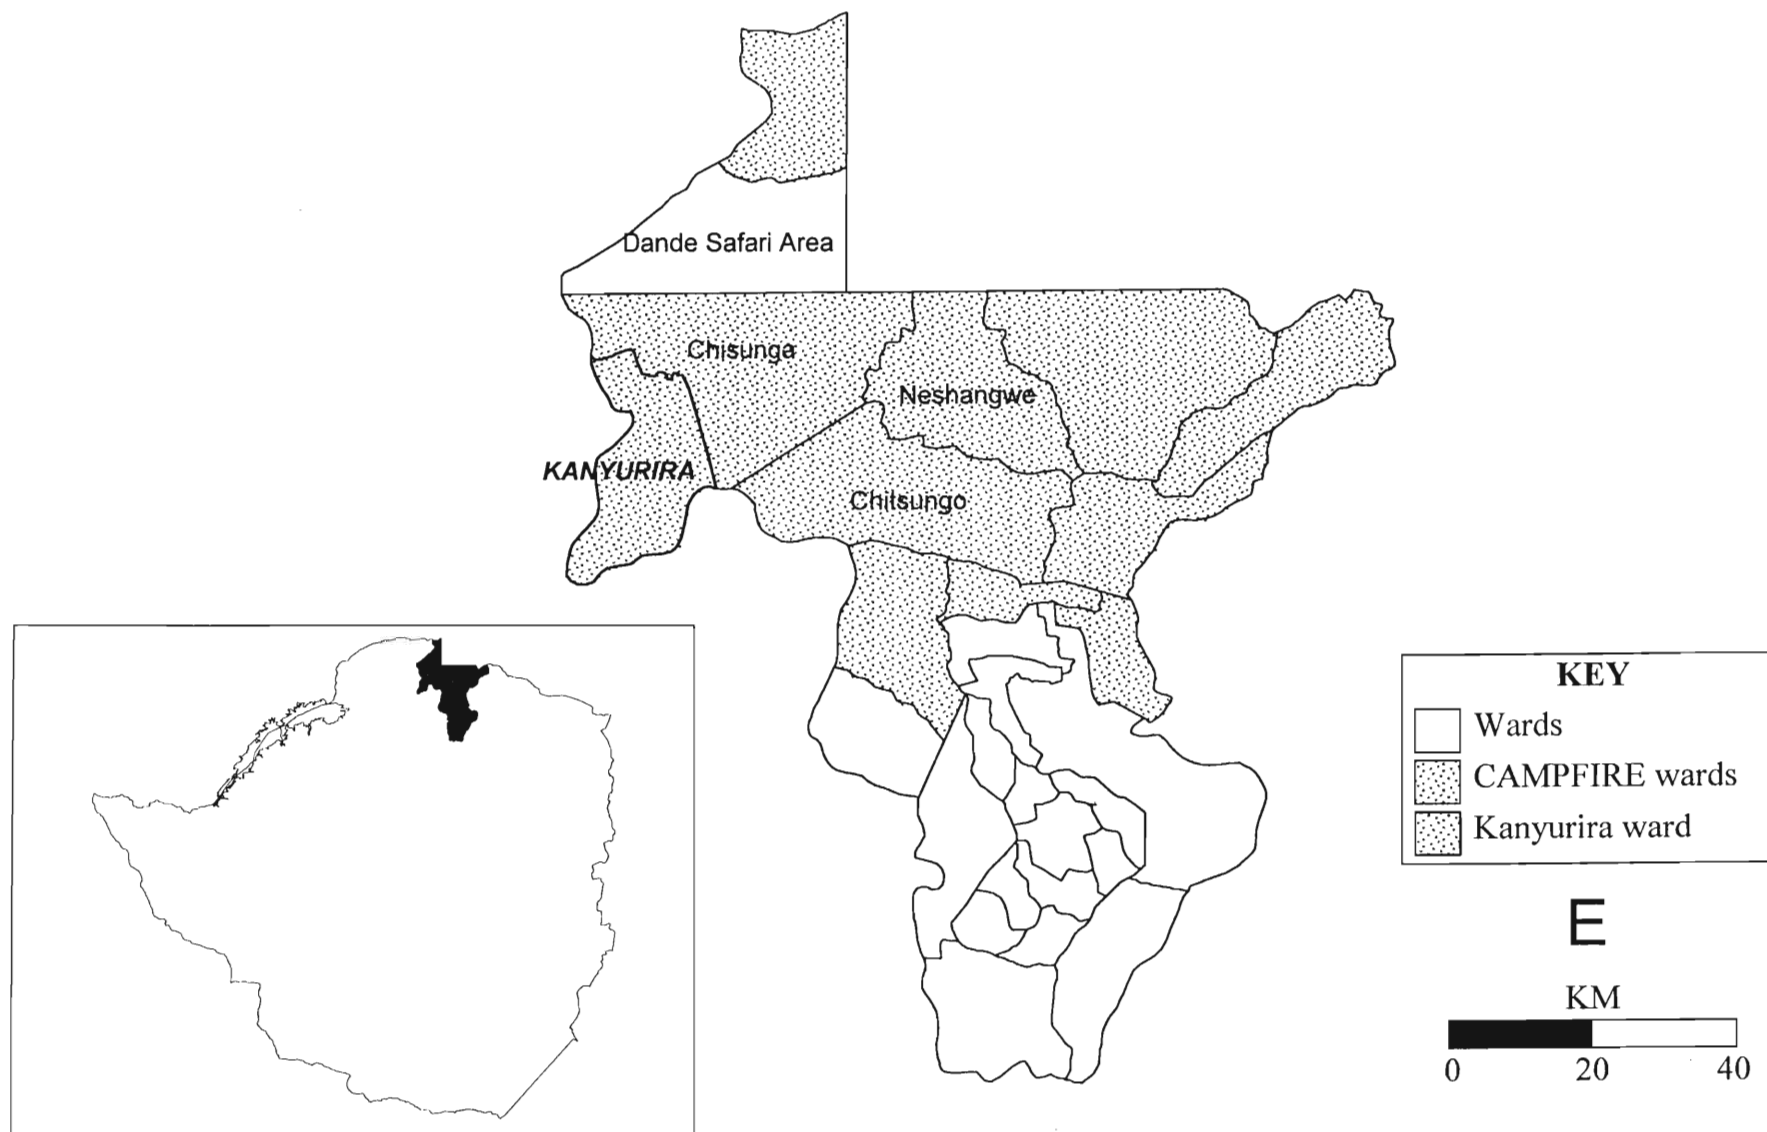 Dande Safari Area
Chisunga
Neshangwe
KANYURIRA
Chitsungo
KEY
Wards
CAMPFIRE wards
Kanyurira ward
E
KM
0 20 40